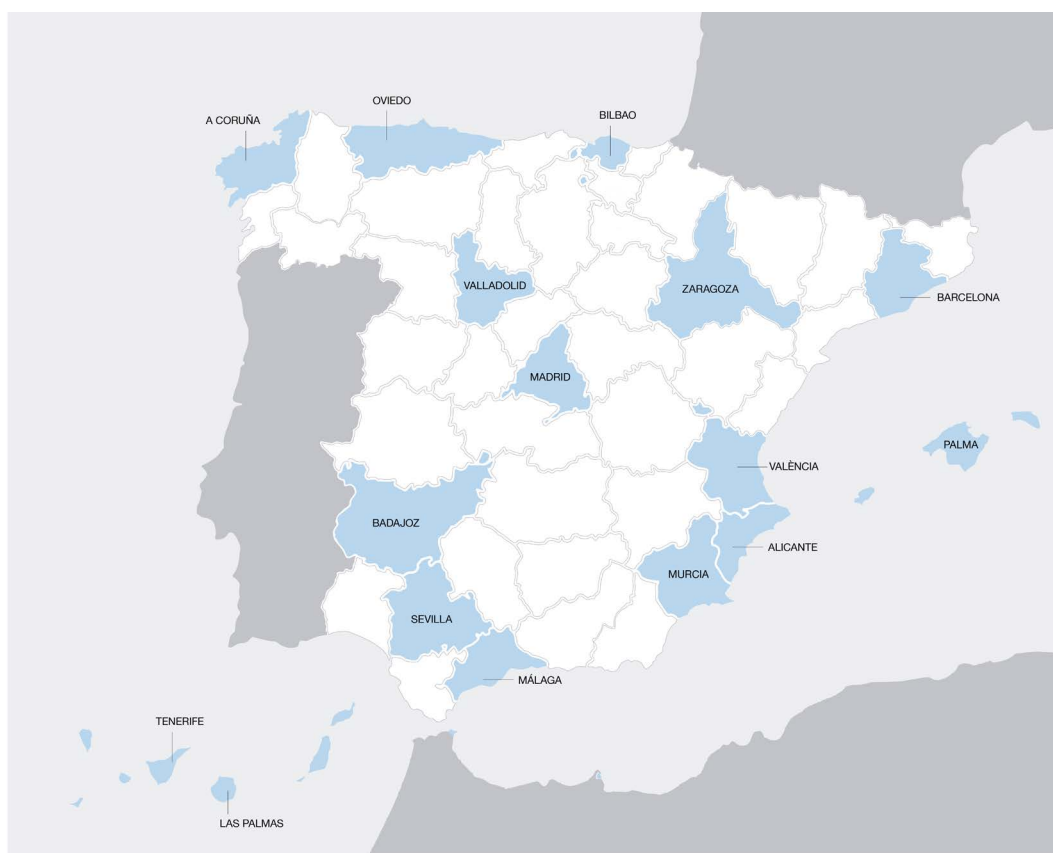 OVIEDO
BILBAO
A CORUÑA
VALLADOLID
ZARAGOZA
BARCELONA
MADRID
PALMA
VALÈNCIA
BADAJOZ
ALICANTE
MURCIA
SEVILLA
MÁLAGA
TENERIFE
LAS PALMAS